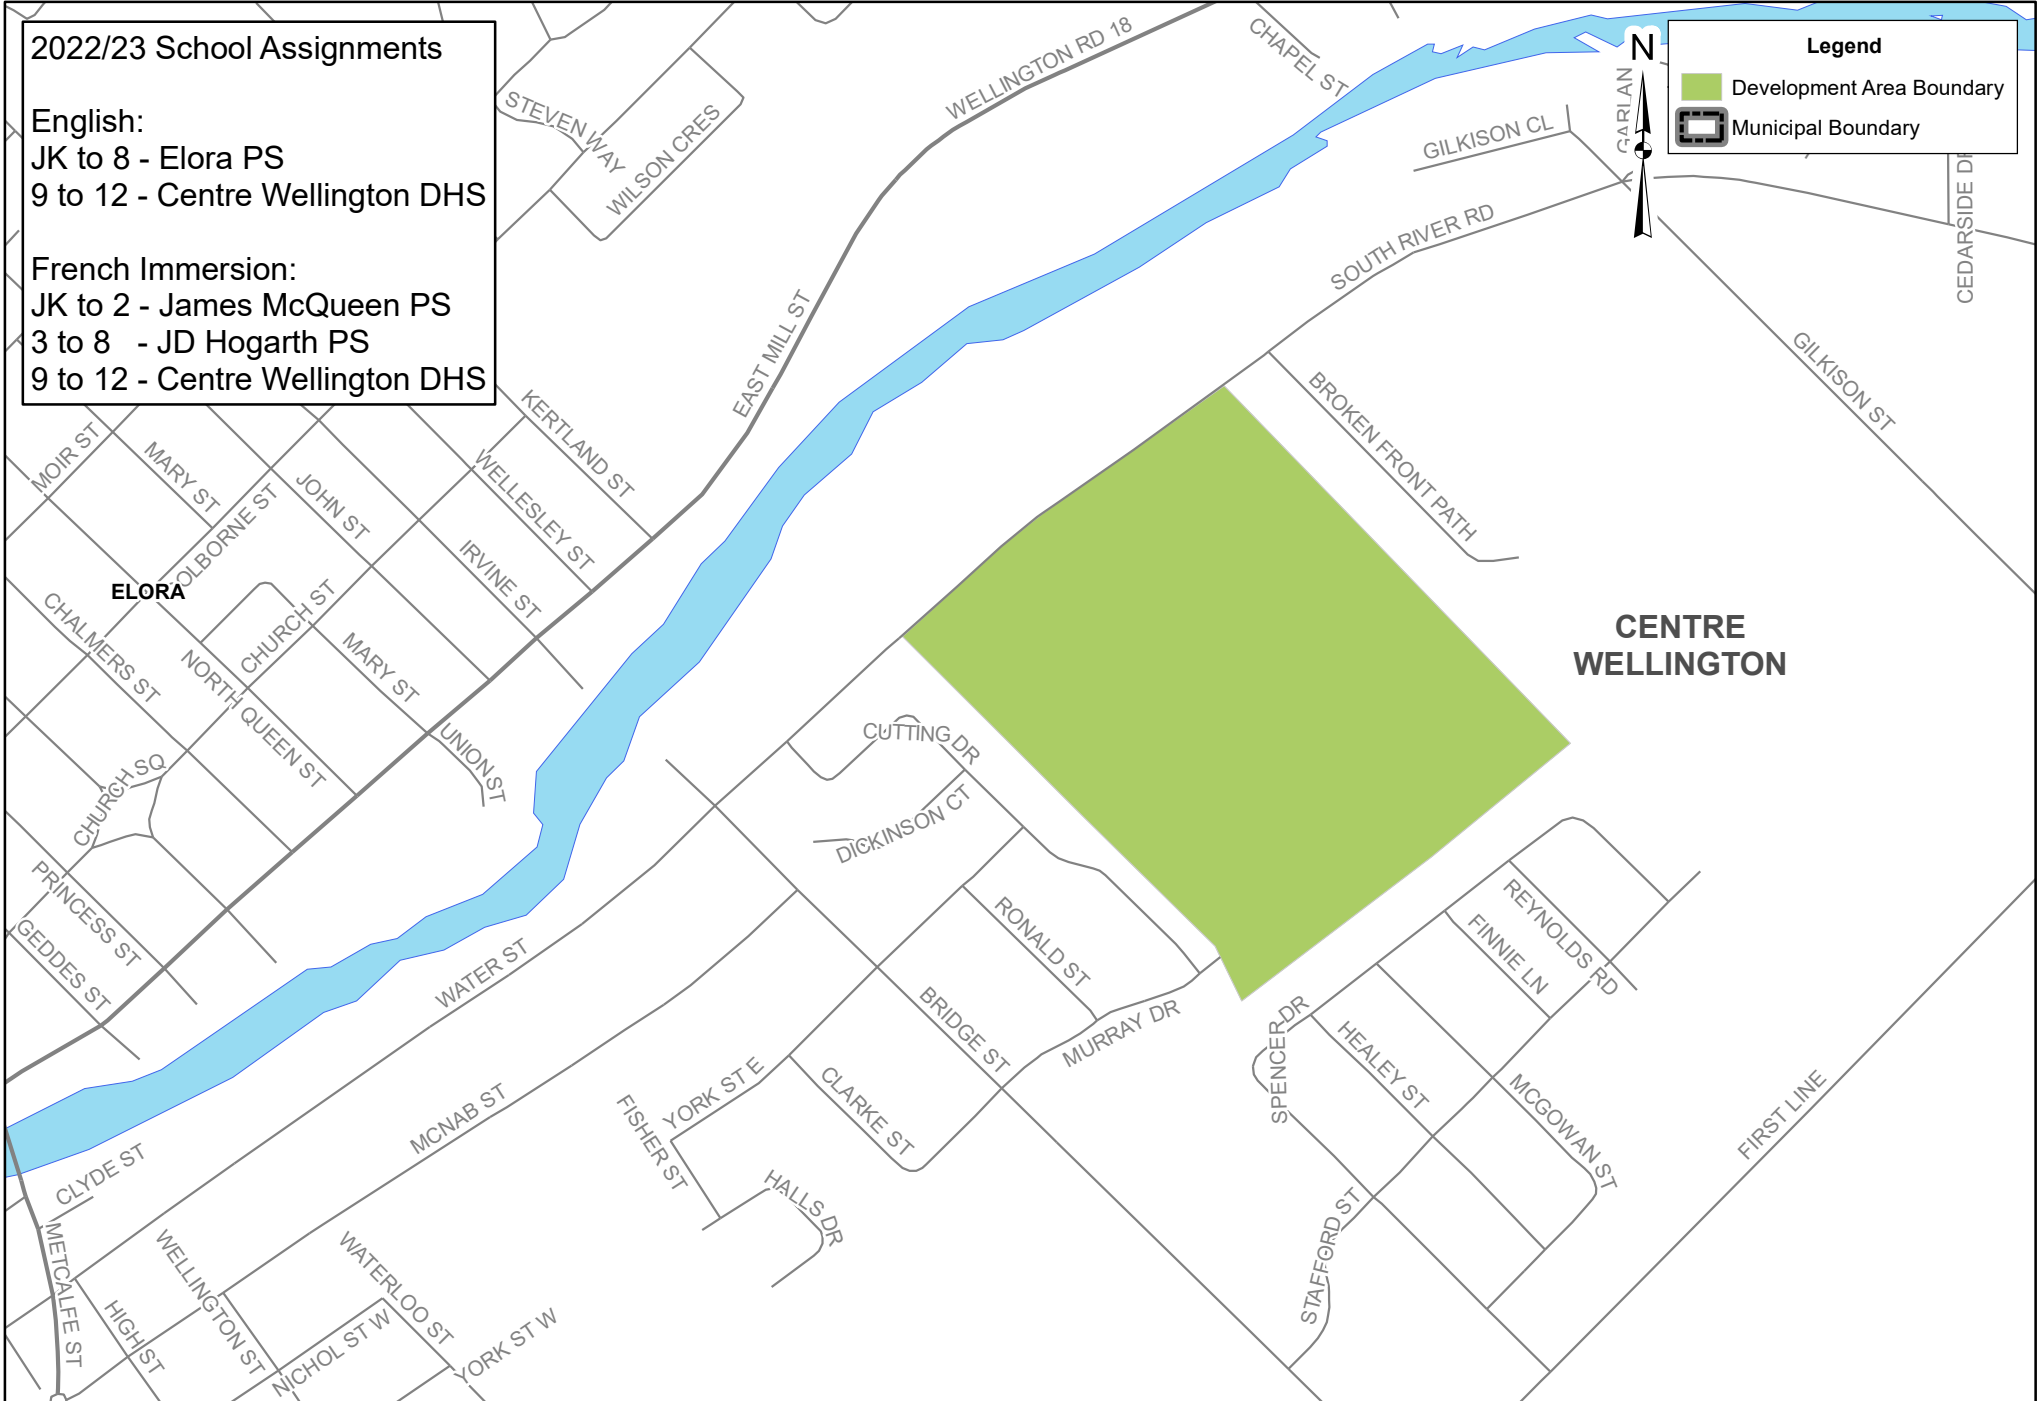 2022/23 School Assignments
English:
JK to 8 - Elora PS
9 to 12 - Centre Wellington DHS
French Immersion:
JK to 2 - James McQueen PS
3 to 8 - JD Hogarth PS
9 to 12 - Centre Wellington DHS
Legend
Development Area Boundary
Municipal Boundary
N
STEVEN WAY
WILSON CRES
WELLINGTON RD 18
CHAPEL ST
GILKISON CL
GARLAN
SOUTH RIVER RD
CEDARSIDE DR
GILKISON ST
EAST MILL ST
BROKEN FRONT PATH
KERTLAND ST
WELLESLEY ST
MOIR ST
MARY ST
JOHN ST
OLBORNE ST
IRVINE ST
ELORA
CHALMERS ST
CHURCH ST
NORTH QUEEN ST
MARY ST
UNION ST
CENTRE
WELLINGTON
CUTTING DR
DICKINSON CT
CHURCH SQ
PRINCESS ST
GEDDES ST
WATER ST
RONALD ST
REYNOLDS RD
FINNIE LN
BRIDGE ST
MURRAY DR
SPENCER DR
HEALEY ST
MCGOWAN ST
FIRST LINE
MCNAB ST
YORK ST E
FISHER ST
CLARKE ST
HALLS DR
STAFFORD ST
CLYDE ST
METCALFE ST
WELLINGTON ST
WATERLOO ST
HIGH ST
NICHOL ST W
YORK ST W